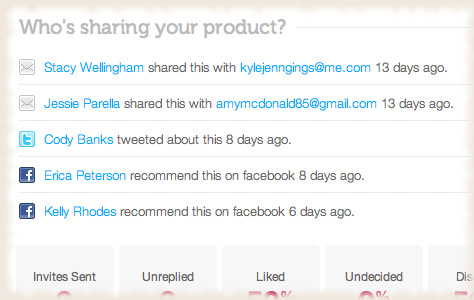 Who's sharing your product?
Stacy Wellingham shared this with kylejenngings@me.com 13 days ago.
Jessie Parella shared this with amymcdonald85@gmail.com 13 days ago.
Cody Banks tweeted about this 8 days ago.
Erica Peterson recommend this on facebook 8 days ago.
Kelly Rhodes recommend this on facebook 6 days ago.
Invites Sent Unreplied Liked Undecided